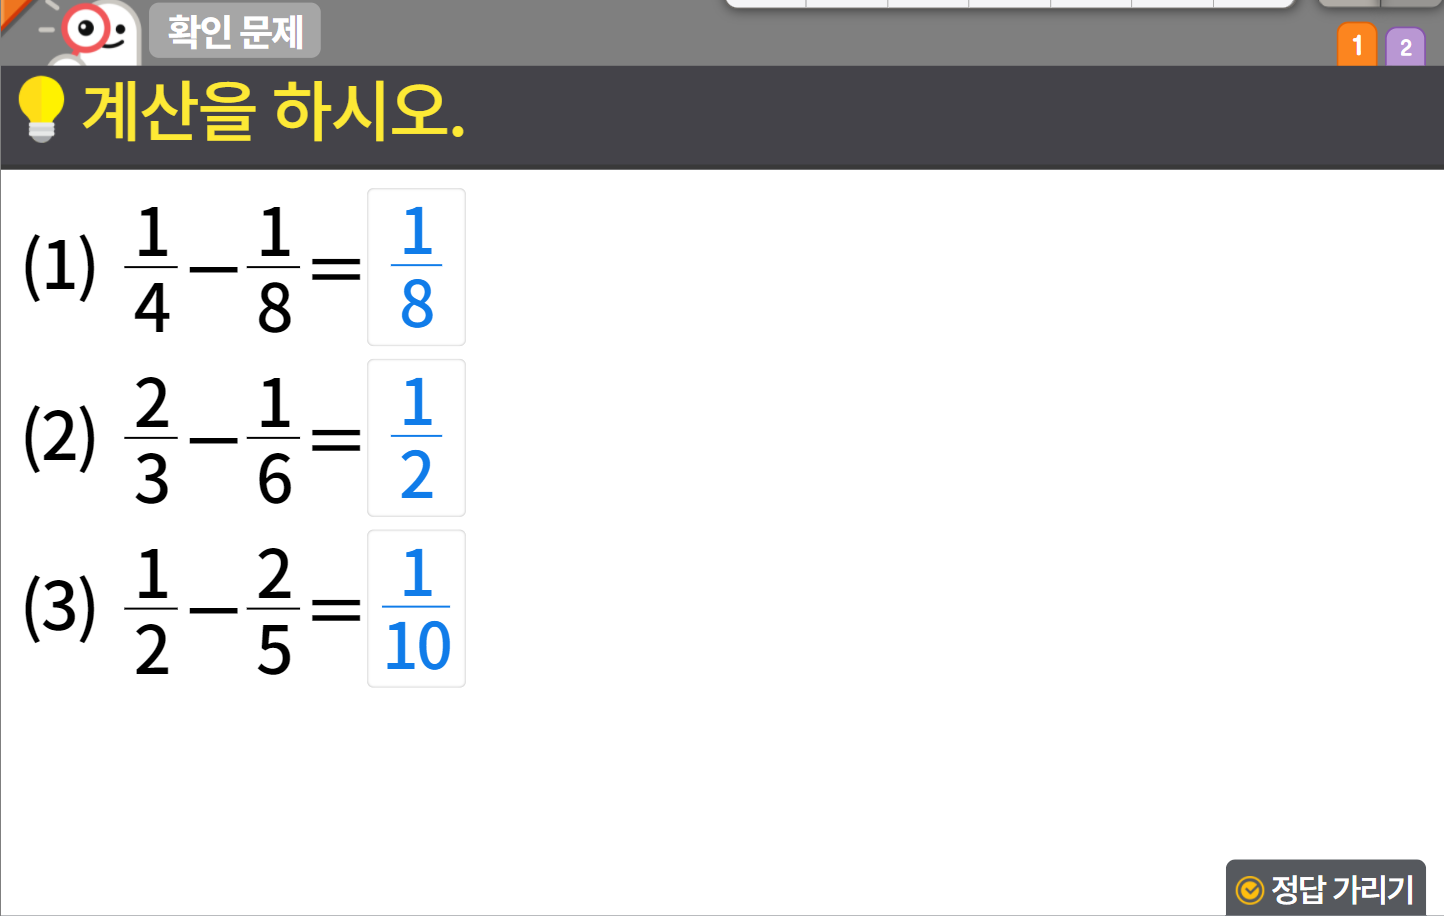 확인 문제
1 2
계산을 하시오.
(1) 1/4 − 1/8 = 1/8
(2) 2/3 − 1/6 = 1/2
(3) 1/2 − 2/5 = 1/10
정답 가리기